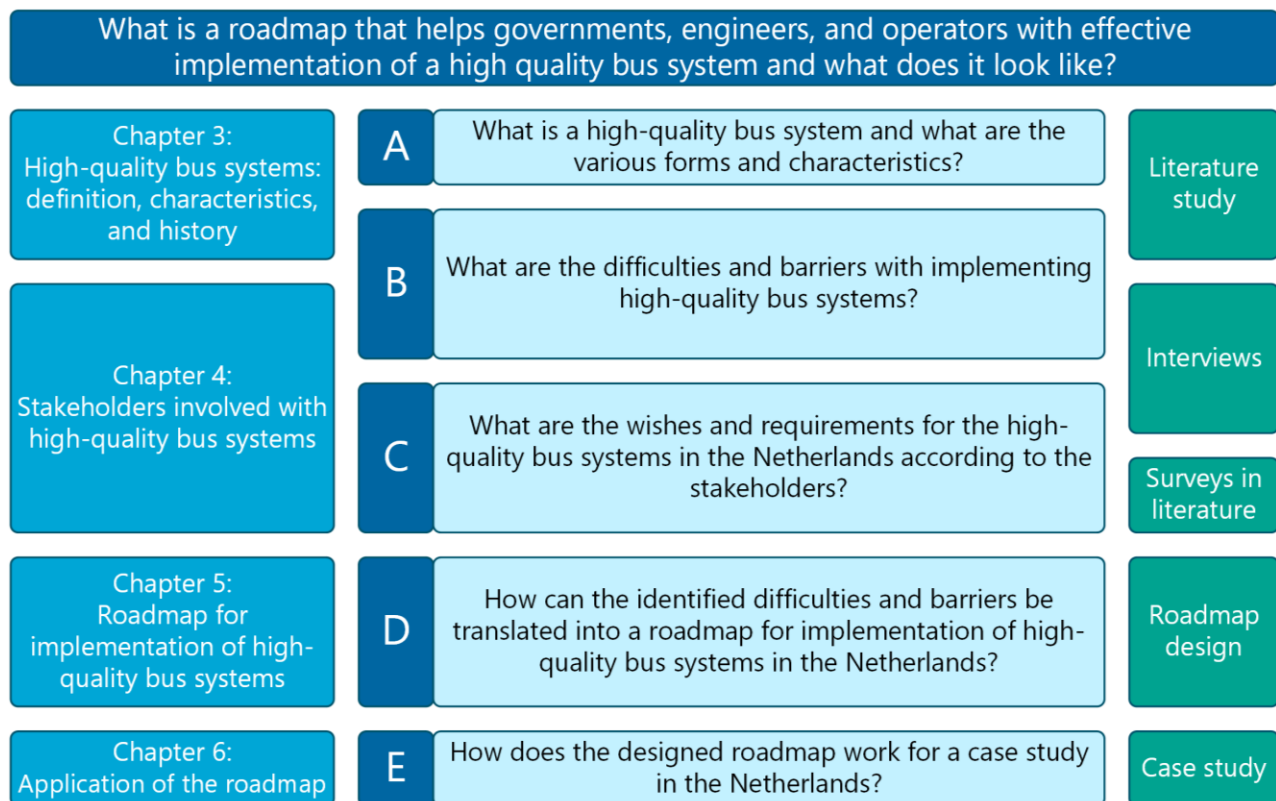 What is a roadmap that helps governments, engineers, and operators with effective
implementation of a high quality bus system and what does it look like?
Chapter 3:
High-quality bus systems:
definition, characteristics,
and history
A
What is a high-quality bus system and what are the
various forms and characteristics?
Literature
study
B
What are the difficulties and barriers with implementing
high-quality bus systems?
Chapter 4:
Stakeholders involved with
high-quality bus systems
Interviews
C
What are the wishes and requirements for the high-
quality bus systems in the Netherlands according to the
stakeholders?
Surveys in
literature
Chapter 5:
Roadmap for
implementation of high-
quality bus systems
D
How can the identified difficulties and barriers be
translated into a roadmap for implementation of high-
quality bus systems in the Netherlands?
Roadmap
design
Chapter 6:
Application of the roadmap
E
How does the designed roadmap work for a case study
in the Netherlands?
Case study